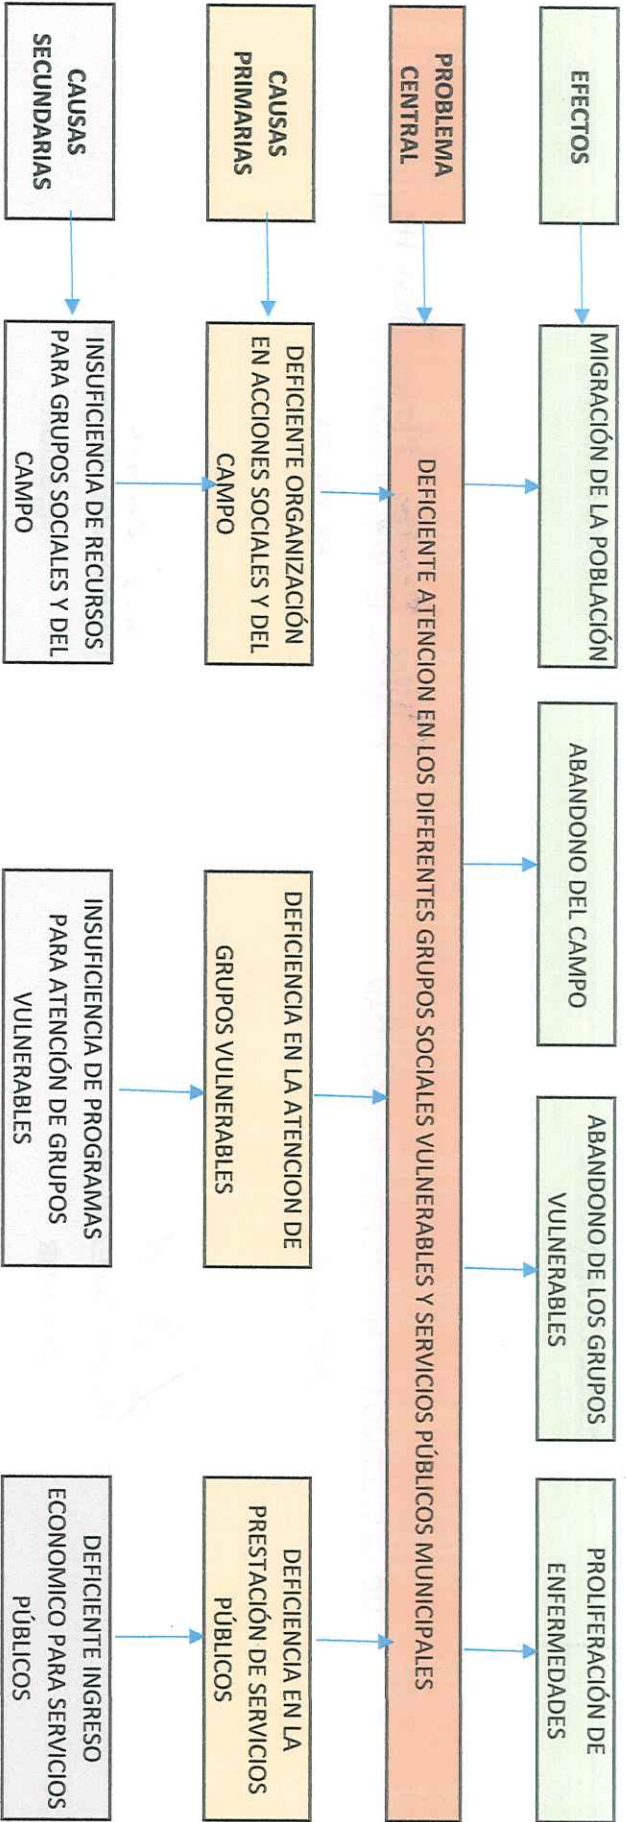 EFECTOS
MIGRACIÓN DE LA POBLACIÓN
ABANDONO DEL CAMPO
ABANDONO DE LOS GRUPOS
VULNERABLES
PROLIFERACIÓN DE
ENFERMEDADES
PROBLEMA
CENTRAL
DEFICIENTE ATENCION EN LOS DIFERENTES GRUPOS SOCIALES VULNERABLES Y SERVICIOS PÚBLICOS MUNICIPALES
CAUSAS
PRIMARIAS
DEFICIENTE ORGANIZACIÓN
EN ACCIONES SOCIALES Y DEL
CAMPO
DEFICIENCIA EN LA ATENCION DE
GRUPOS VULNERABLES
DEFICIENCIA EN LA
PRESTACIÓN DE SERVICIOS
PÚBLICOS
CAUSAS
SECUNDARIAS
INSUFICIENCIA DE RECURSOS
PARA GRUPOS SOCIALES Y DEL
CAMPO
INSUFICIENCIA DE PROGRAMAS
PARA ATENCIÓN DE GRUPOS
VULNERABLES
DEFICIENTE INGRESO
ECONOMICO PARA SERVICIOS
PÚBLICOS